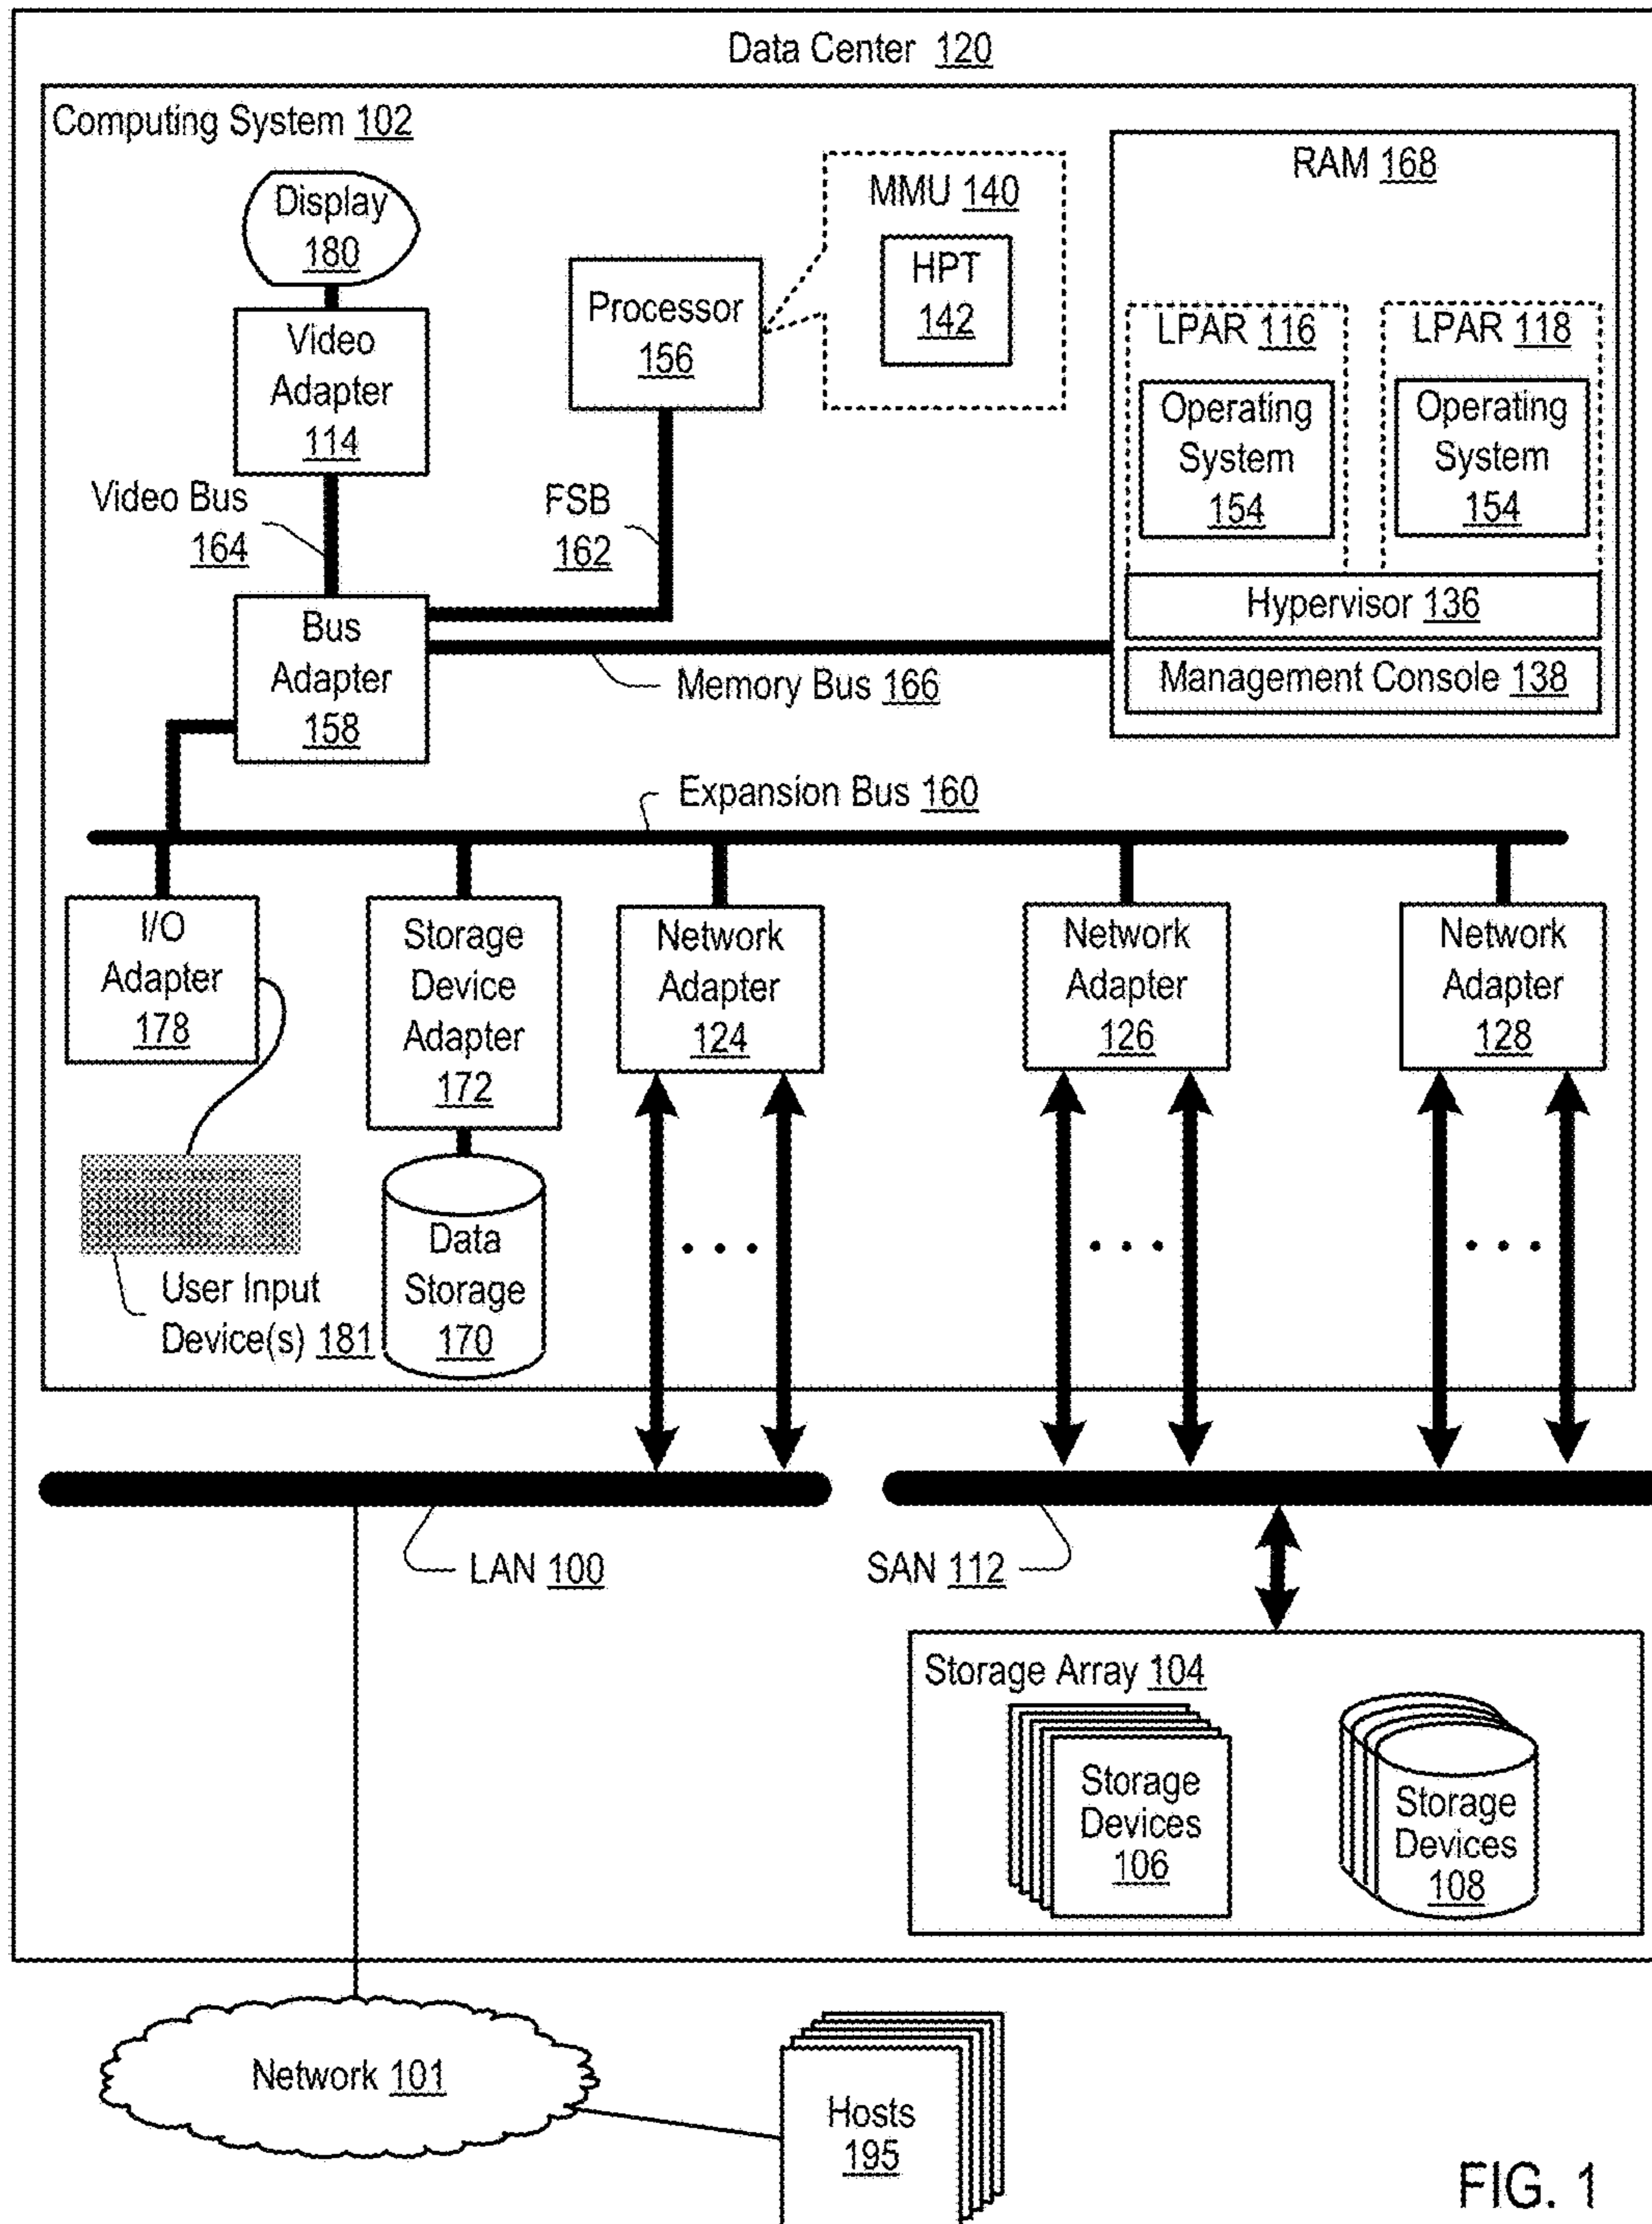 Data Center 120
Computing System 102
Display
180
Video
Adapter
114
Video Bus
164
Processor
156
MMU 140
HPT
142
FSB
162
RAM 168
LPAR 116
Operating
System
154
LPAR 118
Operating
System
154
Hypervisor 136
Management Console 138
Bus
Adapter
158
Memory Bus 166
Expansion Bus 160
I/O
Adapter
178
Storage
Device
Adapter
172
Network
Adapter
124
Network
Adapter
126
Network
Adapter
128
User Input
Device(s) 181
Data
Storage
170
. . .
. . .
. . .
LAN 100
SAN 112
Storage Array 104
Storage
Devices
106
Storage
Devices
108
Network 101
Hosts
195
FIG. 1